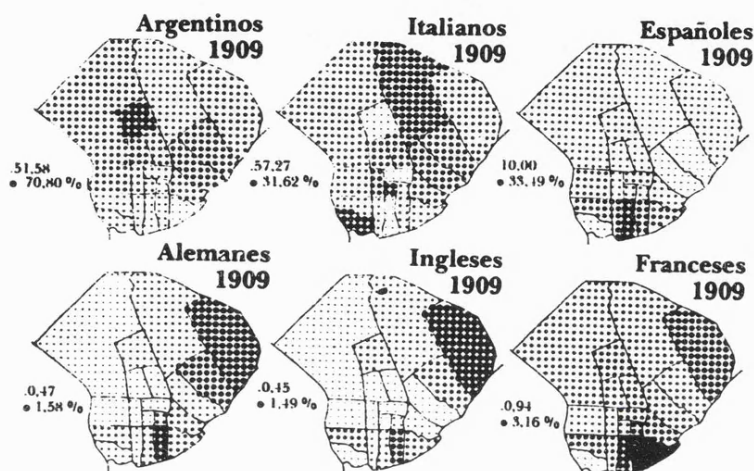 Argentinos
1909
.51,58
● 70,80 %
Italianos
1909
.57,27
● 31,62 %
Españoles
1909
10,00
● 33,19 %
Alemanes
1909
.0,47
● 1,58 %
Ingleses
1909
.0,45
● 1,49 %
Franceses
1909
.0,94
● 3,16 %